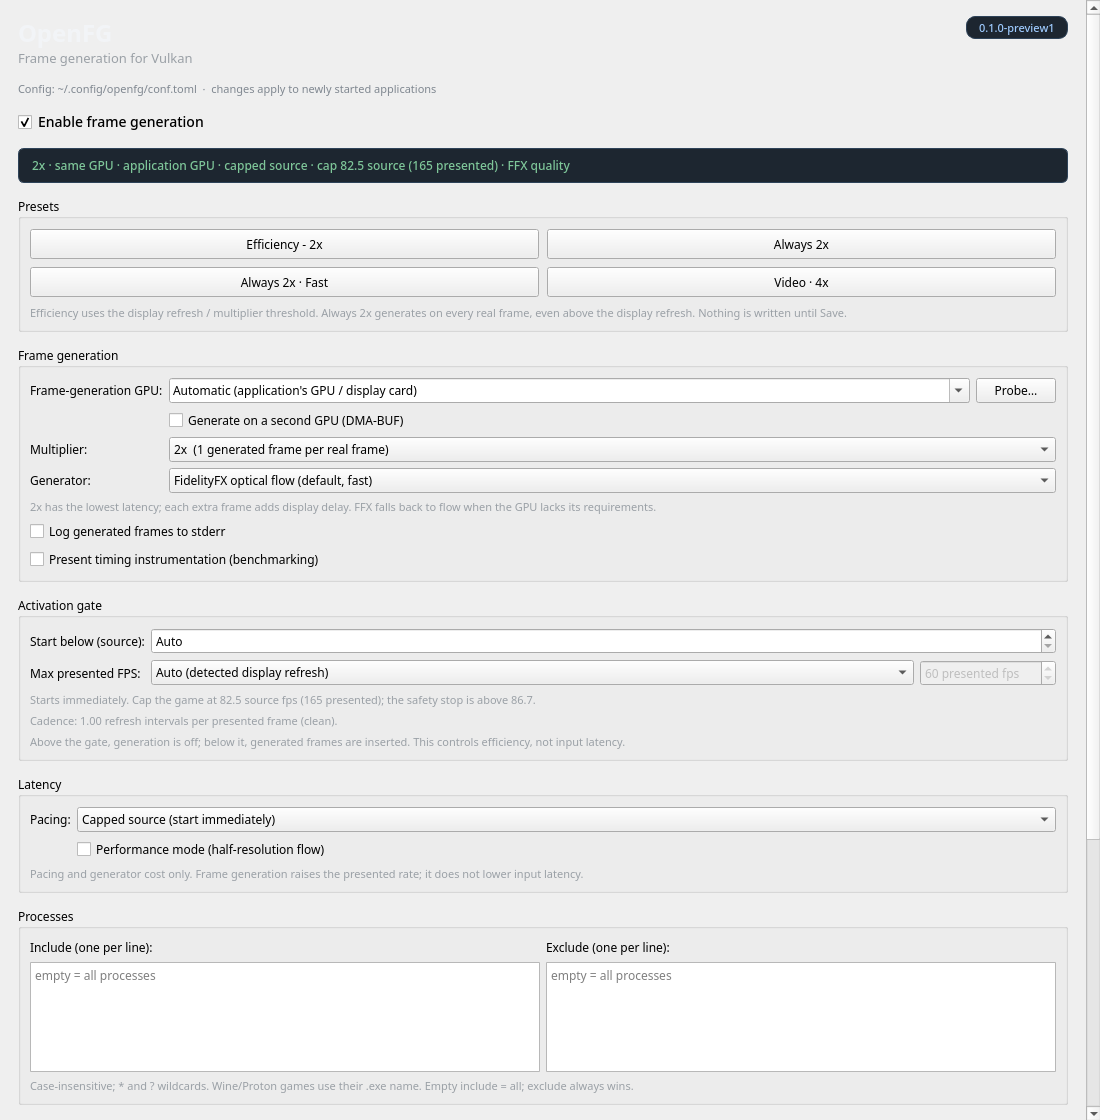 OpenFG
0.1.0-preview1
Frame generation for Vulkan
Config: ~/.config/openfg/conf.toml · changes apply to newly started applications
Enable frame generation
2x · same GPU · application GPU · capped source · cap 82.5 source (165 presented) · FFX quality
Presets
Efficiency - 2x
Always 2x
Always 2x · Fast
Video · 4x
Efficiency uses the display refresh / multiplier threshold. Always 2x generates on every real frame, even above the display refresh. Nothing is written until Save.
Frame generation
Frame-generation GPU: Automatic (application's GPU / display card) Probe...
Generate on a second GPU (DMA-BUF)
Multiplier: 2x (1 generated frame per real frame)
Generator: FidelityFX optical flow (default, fast)
2x has the lowest latency; each extra frame adds display delay. FFX falls back to flow when the GPU lacks its requirements.
Log generated frames to stderr
Present timing instrumentation (benchmarking)
Activation gate
Start below (source): Auto
Max presented FPS: Auto (detected display refresh) 60 presented fps
Starts immediately. Cap the game at 82.5 source fps (165 presented); the safety stop is above 86.7.
Cadence: 1.00 refresh intervals per presented frame (clean).
Above the gate, generation is off; below it, generated frames are inserted. This controls efficiency, not input latency.
Latency
Pacing: Capped source (start immediately)
Performance mode (half-resolution flow)
Pacing and generator cost only. Frame generation raises the presented rate; it does not lower input latency.
Processes
Include (one per line):
Exclude (one per line):
empty = all processes
empty = all processes
Case-insensitive; * and ? wildcards. Wine/Proton games use their .exe name. Empty include = all; exclude always wins.